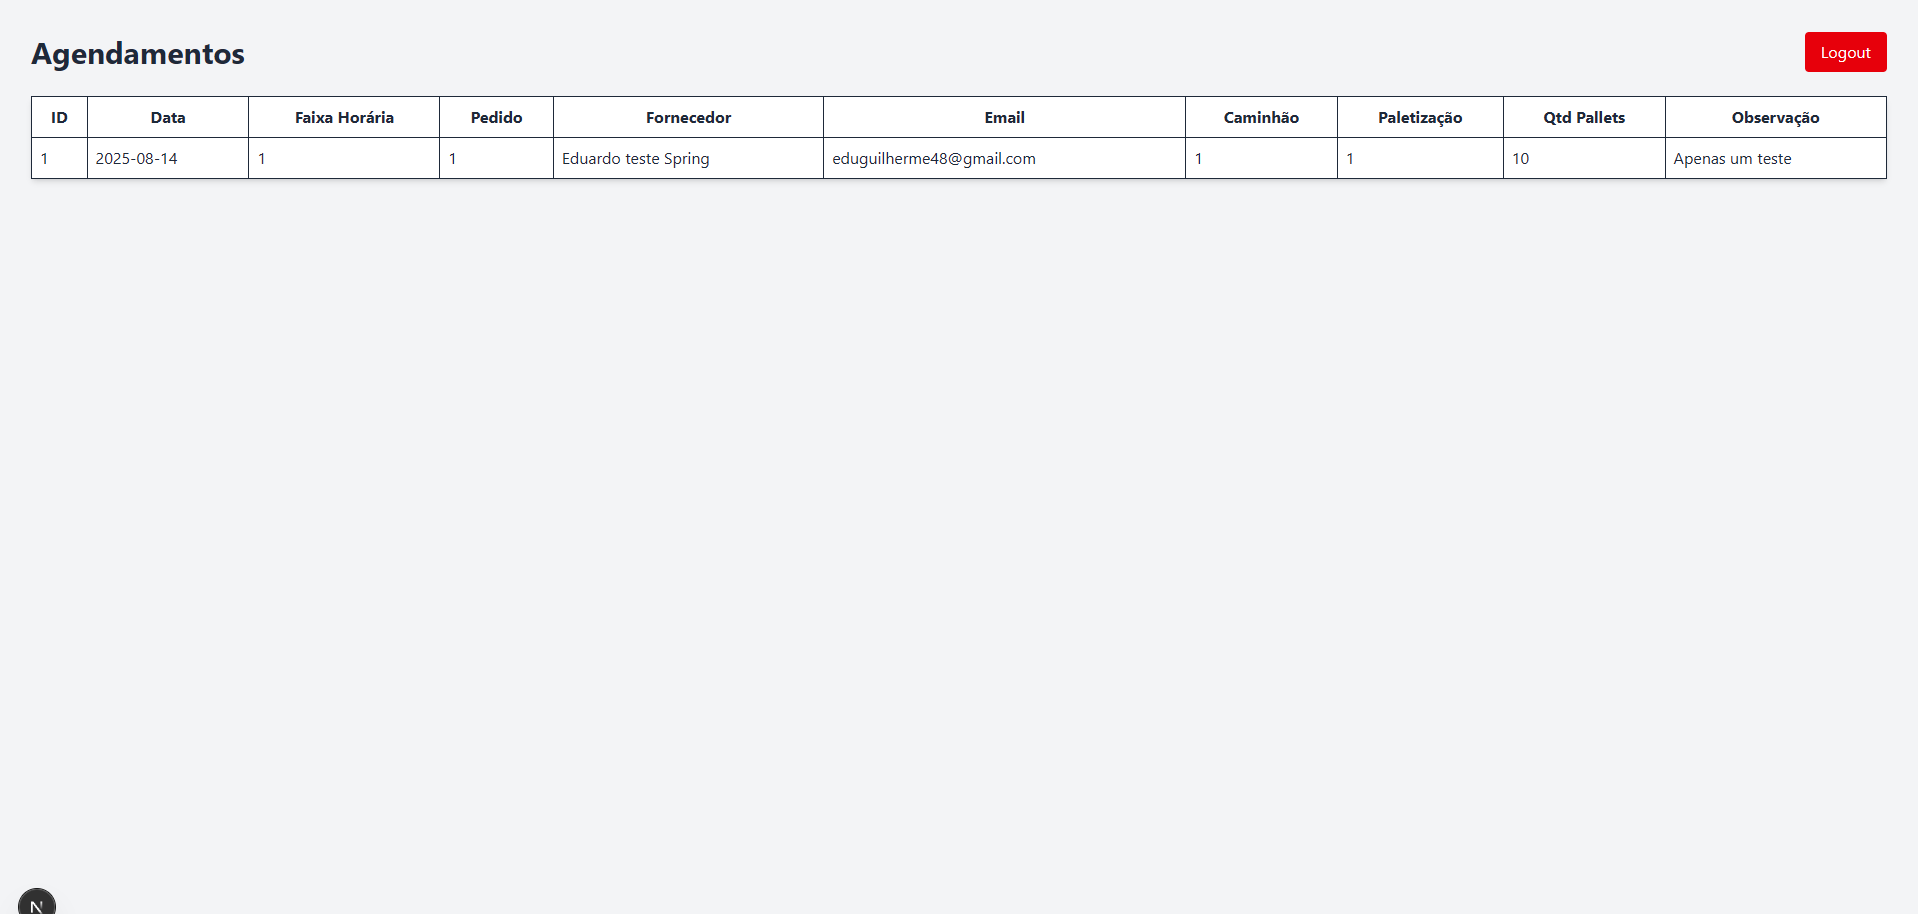 Agendamentos
Logout
ID Data Faixa Horária Pedido Fornecedor Email Caminhão Paletização Qtd Pallets Observação
1 2025-08-14 1 1 Eduardo teste Spring eduguilherme48@gmail.com 1 1 10 Apenas um teste
N